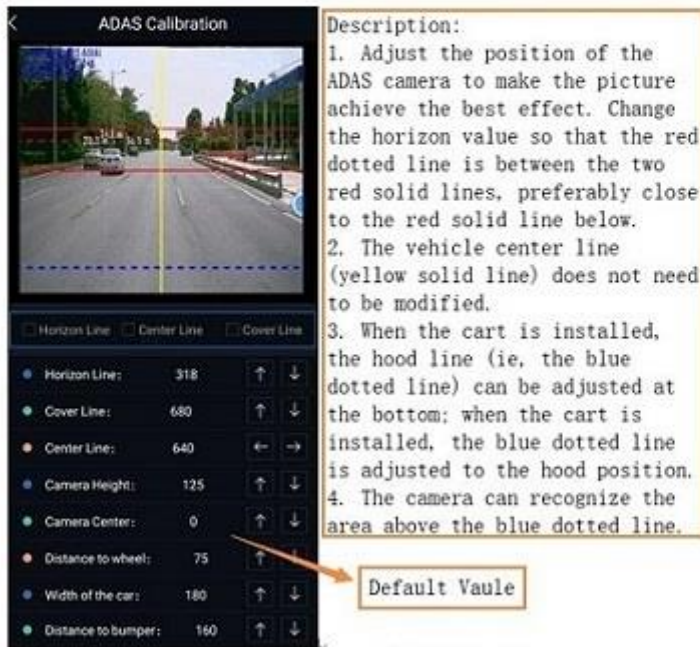 ADAS Calibration
Horizon Line Center Line Cover Line
Horizon Line: 318
Cover Line: 680
Center Line: 640
Camera Height: 125
Camera Center: 0
Distance to wheel: 75
Width of the car: 180
Distance to bumper: 160
Description:
1. Adjust the position of the
ADAS camera to make the picture
achieve the best effect. Change
the horizon value so that the red
dotted line is between the two
red solid lines, preferably close
to the red solid line below.
2. The vehicle center line
(yellow solid line) does not need
to be modified.
3. When the cart is installed,
the hood line (ie, the blue
dotted line) can be adjusted at
the bottom; when the cart is
installed, the blue dotted line
is adjusted to the hood position.
4. The camera can recognize the
area above the blue dotted line.
Default Vaule